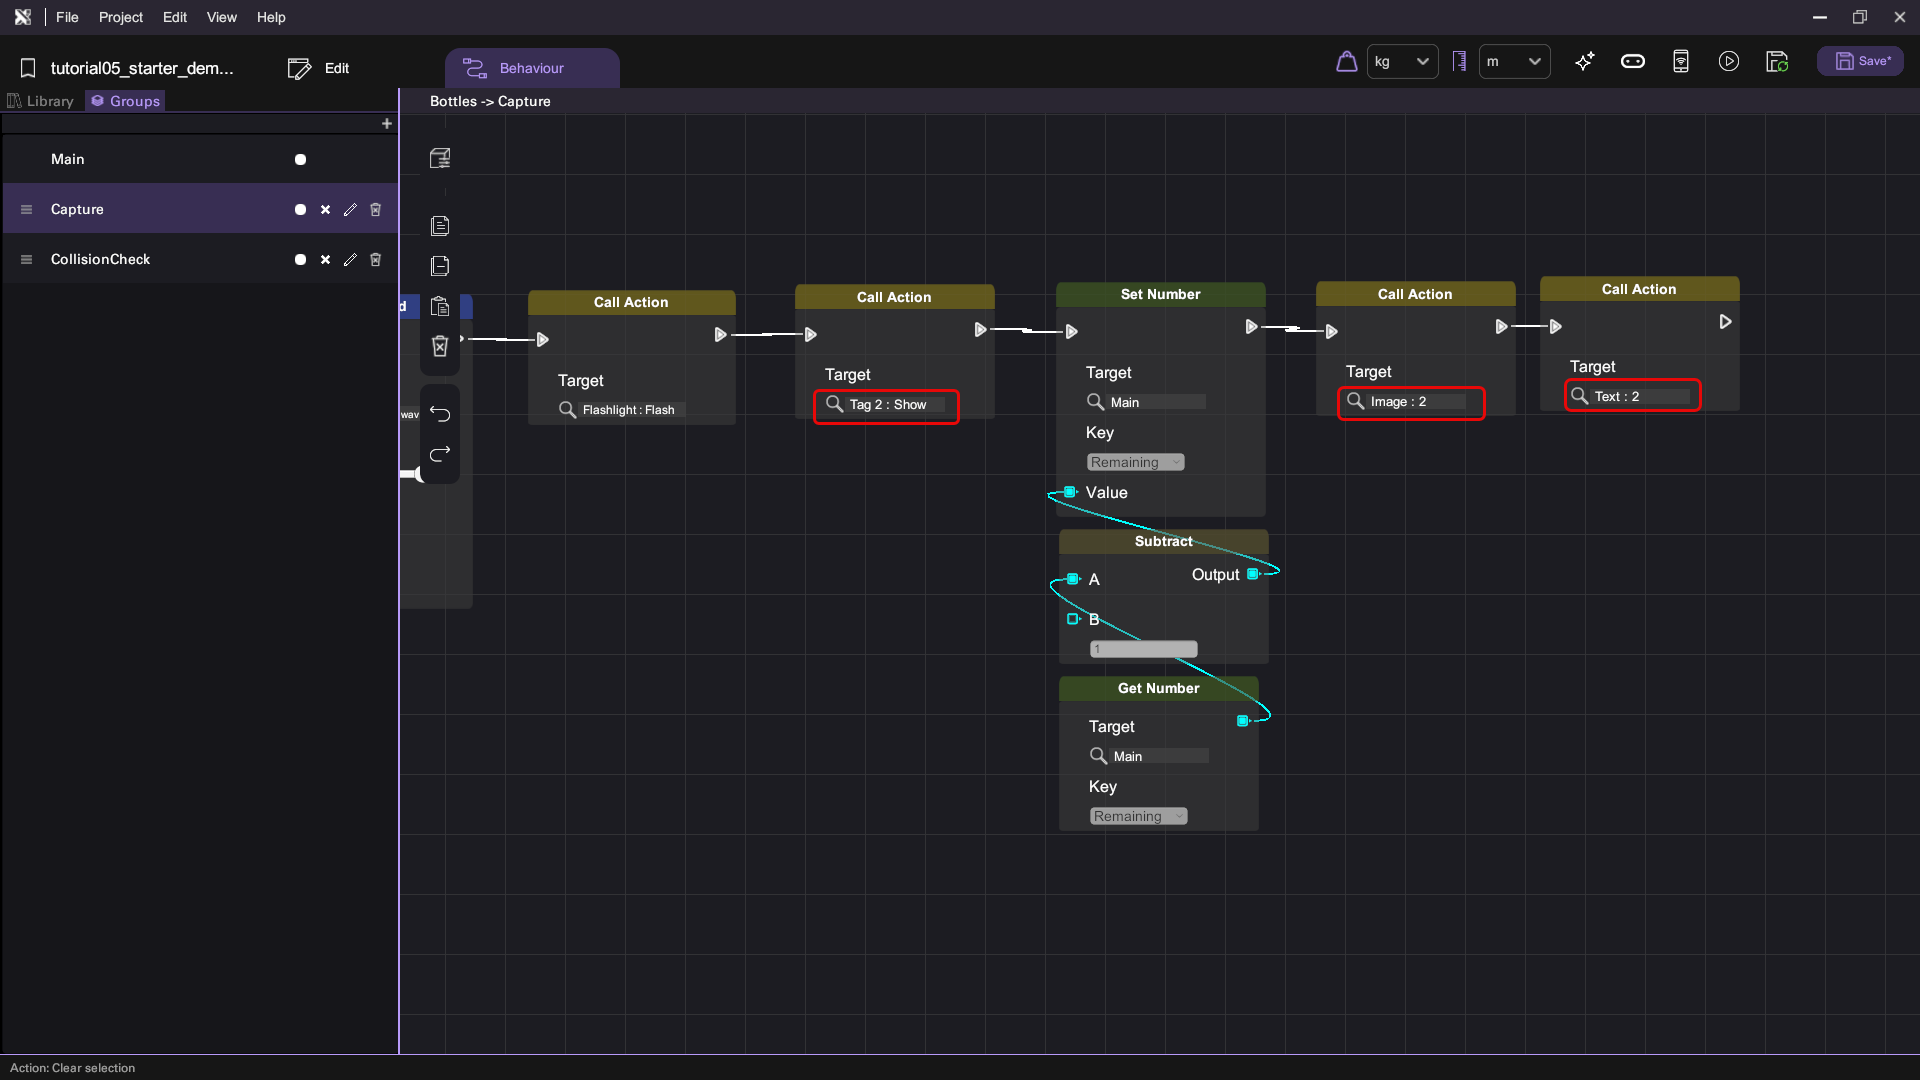 File Project Edit View Help
tutorial05_starter_dem...
Edit
Behaviour
kg
m
Save*
Library
Groups
+
Bottles -> Capture
Main
Capture
CollisionCheck
d
wav
Call Action
Target
Flashlight : Flash
Call Action
Target
Tag 2 : Show
Set Number
Target
Main
Key
Remaining
Value
Subtract
A
Output
B
1
Get Number
Target
Main
Key
Remaining
Call Action
Target
Image : 2
Call Action
Target
Text : 2
Action: Clear selection